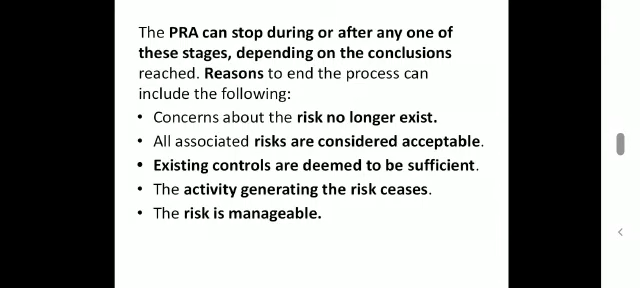 The PRA can stop during or after any one of
these stages, depending on the conclusions
reached. Reasons to end the process can
include the following:
• Concerns about the risk no longer exist.
• All associated risks are considered acceptable.
• Existing controls are deemed to be sufficient.
• The activity generating the risk ceases.
• The risk is manageable.